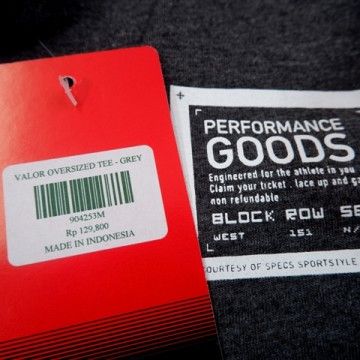 VALOR OVERSIZED TEE - GREY
904253M
Rp 129,800
MADE IN INDONESIA
PERFORMANCE
GOODS
Engineered for the athlete in you
Claim your ticket . lace up and
non refundable
BLOCK ROW
WEST 151
COURTESY OF SPECS SPORTSTYLE